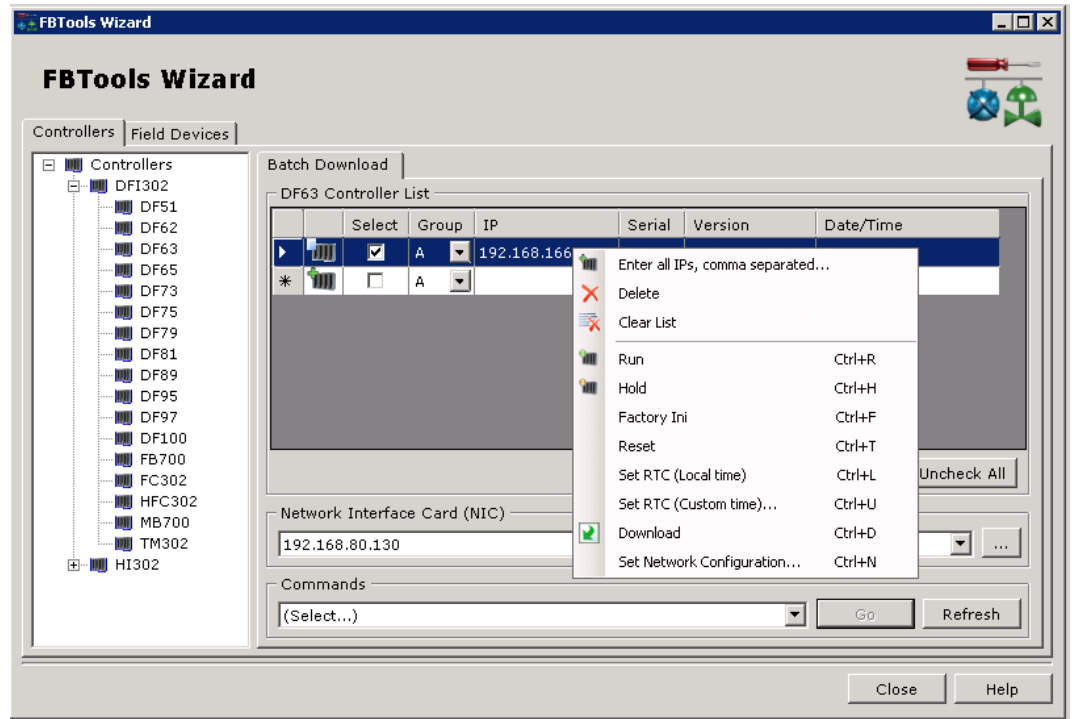 FBTools Wizard
FBTools Wizard
Controllers Field Devices
Controllers
DFI302
DF51
DF62
DF63
DF65
DF73
DF75
DF79
DF81
DF89
DF95
DF97
DF100
FB700
FC302
HFC302
MB700
TM302
HI302
Batch Download
DF63 Controller List
Select Group IP Serial Version Date/Time
A 192.168.166
* A
Enter all IPs, comma separated...
Delete
Clear List
Run Ctrl+R
Hold Ctrl+H
Factory Ini Ctrl+F
Reset Ctrl+T
Set RTC (Local time) Ctrl+L
Set RTC (Custom time)... Ctrl+U
Download Ctrl+D
Set Network Configuration... Ctrl+N
Uncheck All
Network Interface Card (NIC)
192.168.80.130 ...
Commands
(Select...) Go Refresh
Close Help